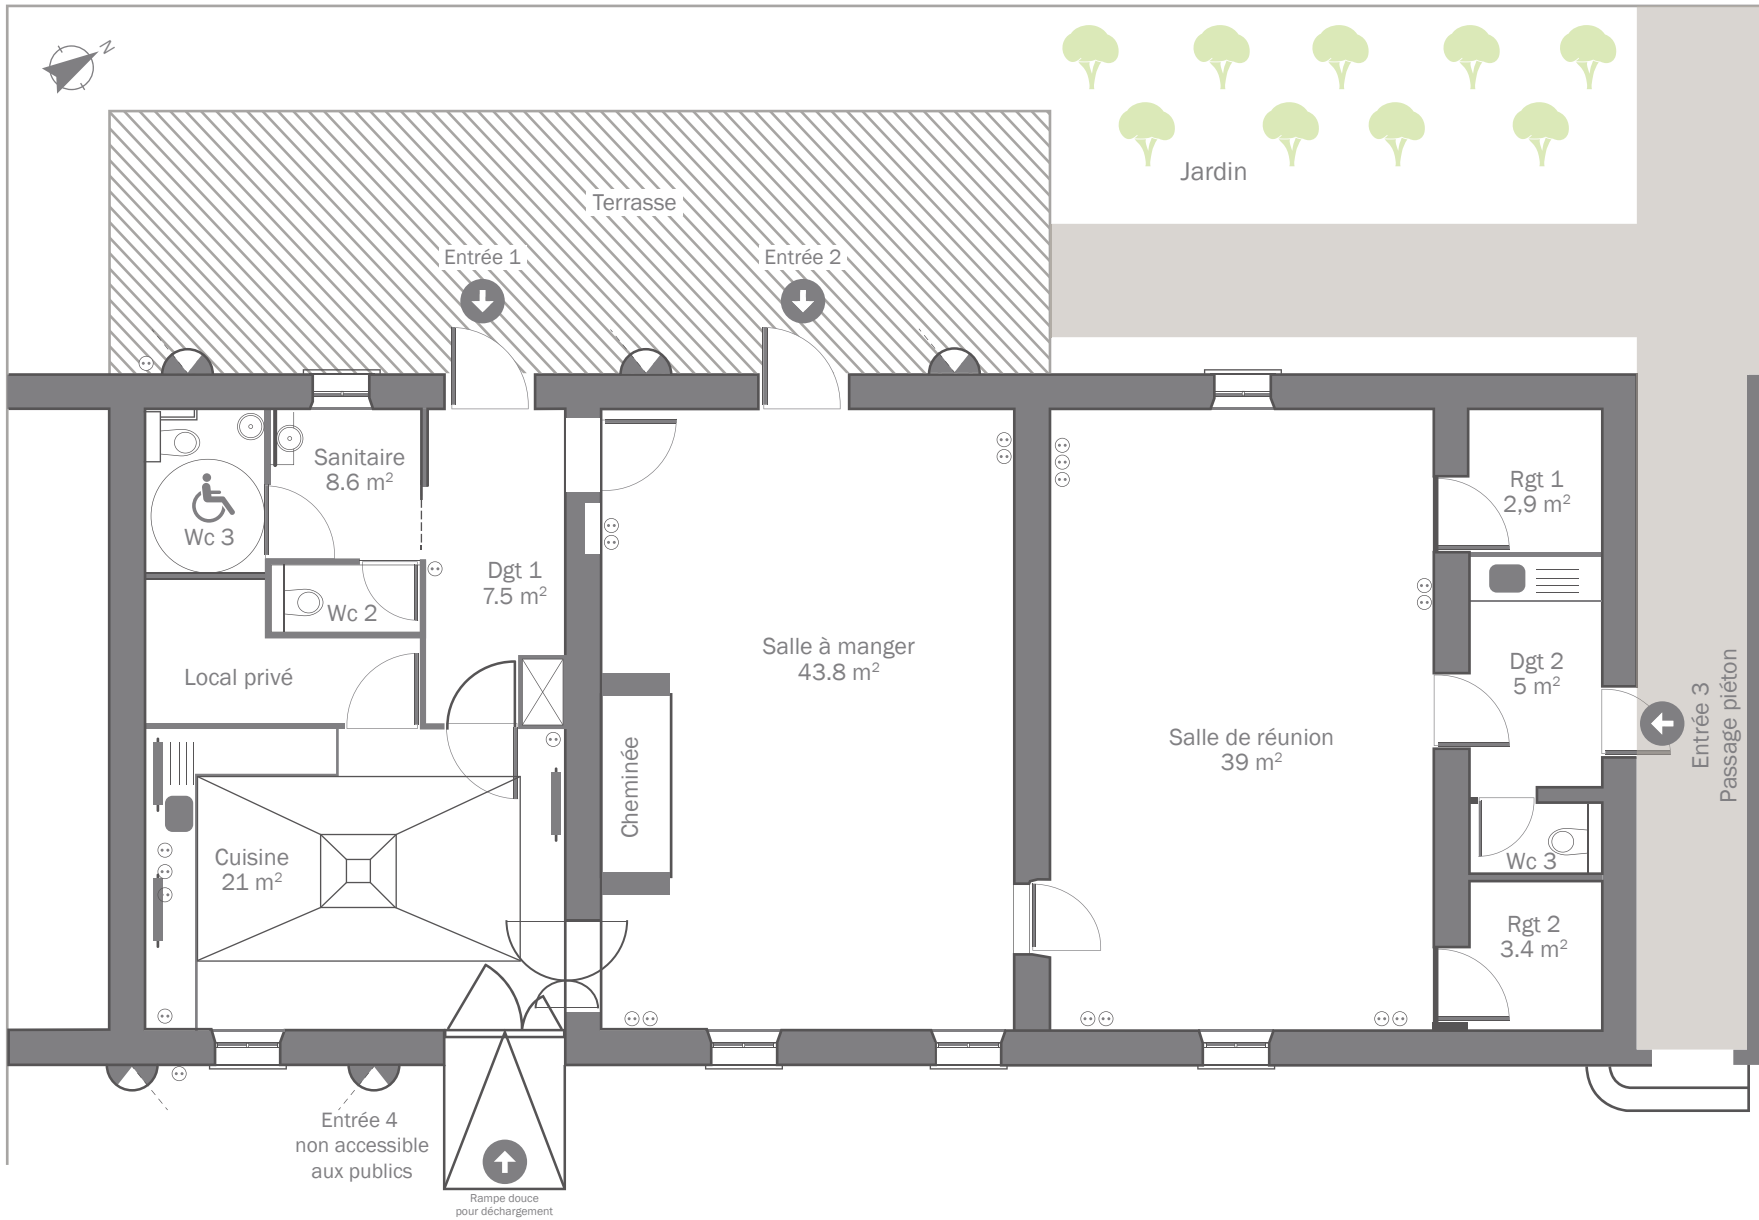 N
Jardin
Terrasse
Entrée 1
Entrée 2
Sanitaire
8.6 m²
Wc 3
Rgt 1
2,9 m²
Dgt 1
7.5 m²
Wc 2
Salle à manger
43.8 m²
Dgt 2
5 m²
Local privé
Entrée 3
Passage piéton
Salle de réunion
39 m²
Cheminée
Cuisine
21 m²
Wc 3
Rgt 2
3.4 m²
Entrée 4
non accessible
aux publics
Rampe douce
pour déchargement